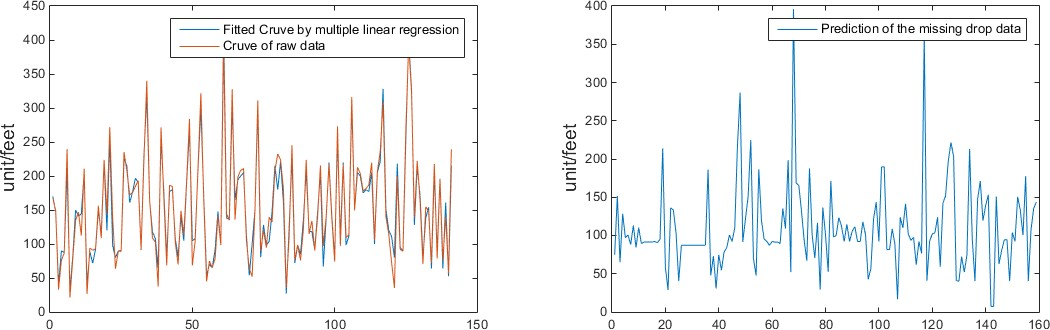 450
400
350
300
250
200
150
100
50
0
unit/feet
Fitted Cruve by multiple linear regression
Cruve of raw data
0 50 100 150
400
350
300
250
200
150
100
50
0
unit/feet
Prediction of the missing drop data
0 20 40 60 80 100 120 140 160